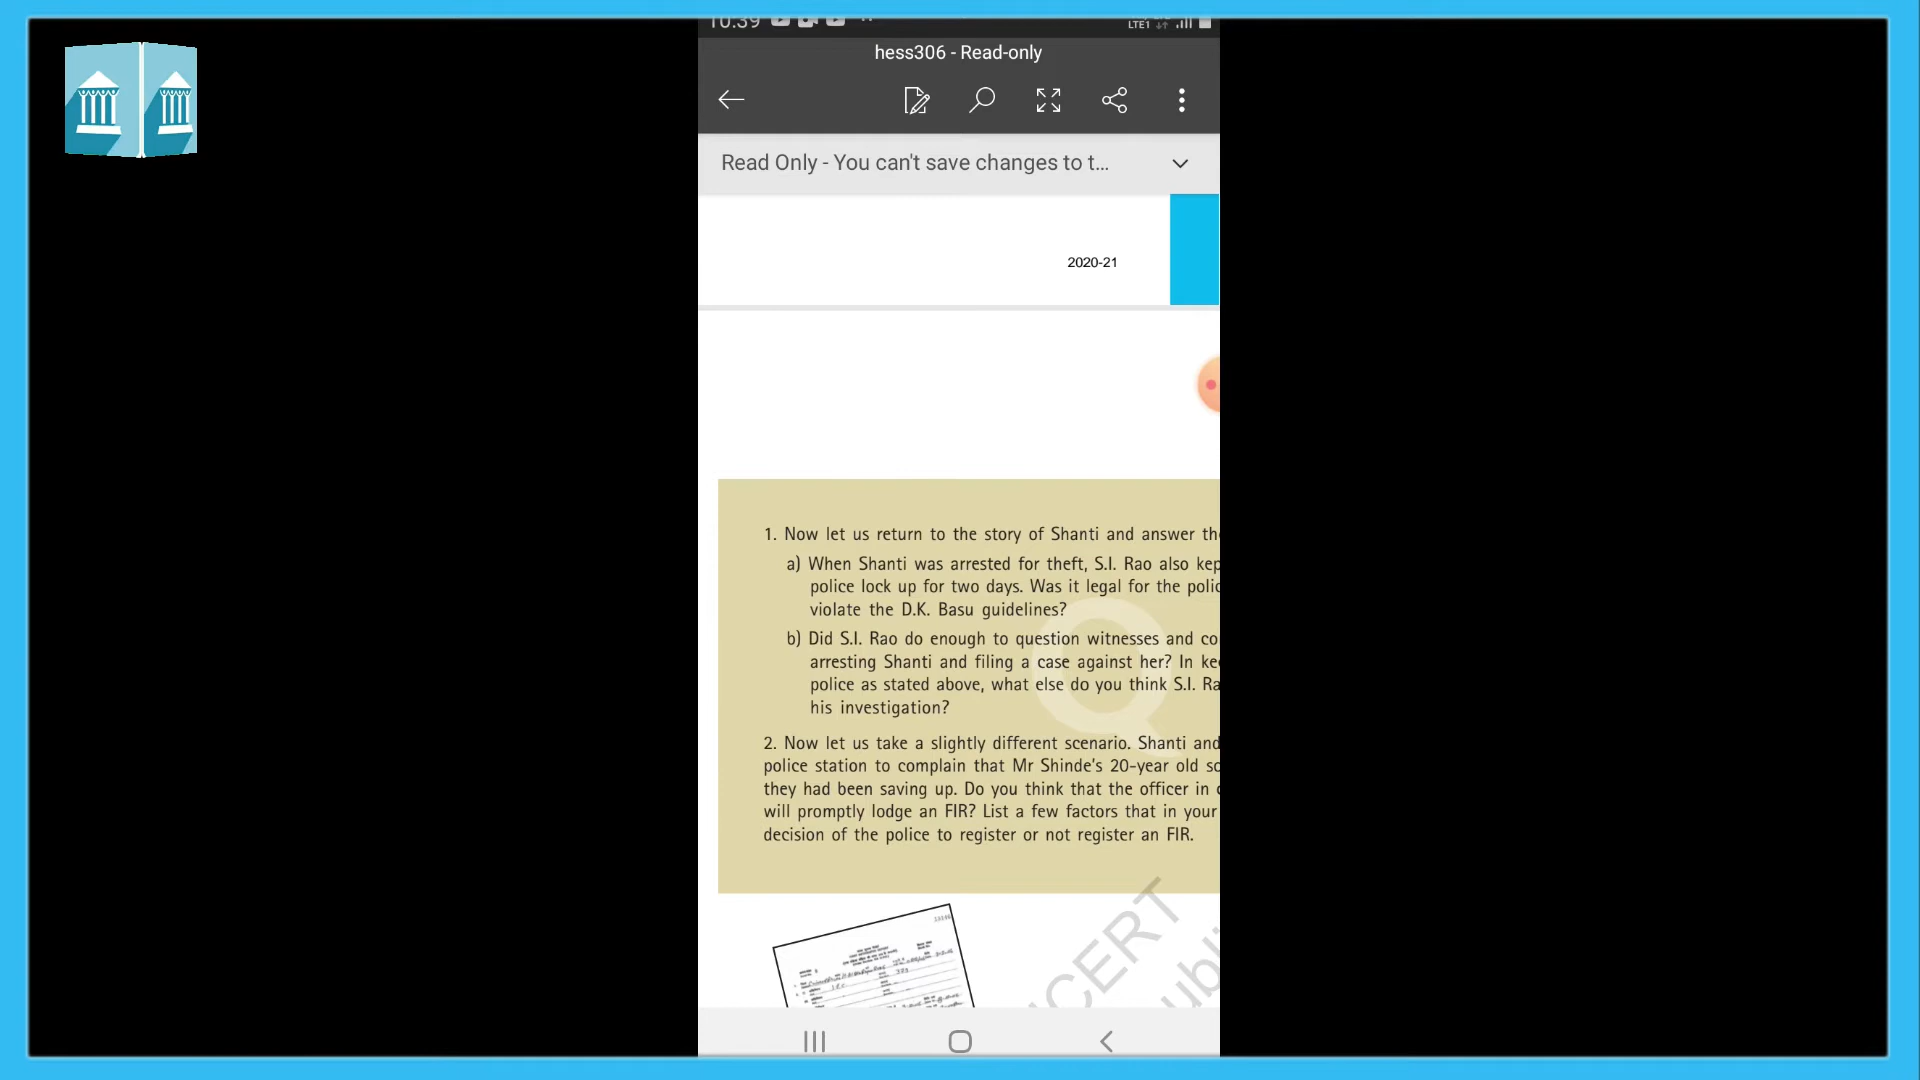 10:39
LTE1
hess306 - Read-only
Read Only - You can't save changes to t...
2020-21
1. Now let us return to the story of Shanti and answer th
a) When Shanti was arrested for theft, S.I. Rao also kep
police lock up for two days. Was it legal for the polic
violate the D.K. Basu guidelines?
b) Did S.I. Rao do enough to question witnesses and co
arresting Shanti and filing a case against her? In kee
police as stated above, what else do you think S.I. Ra
his investigation?
2. Now let us take a slightly different scenario. Shanti and
police station to complain that Mr Shinde's 20-year old so
they had been saving up. Do you think that the officer in c
will promptly lodge an FIR? List a few factors that in your
decision of the police to register or not register an FIR.
Q
NCERT
publi